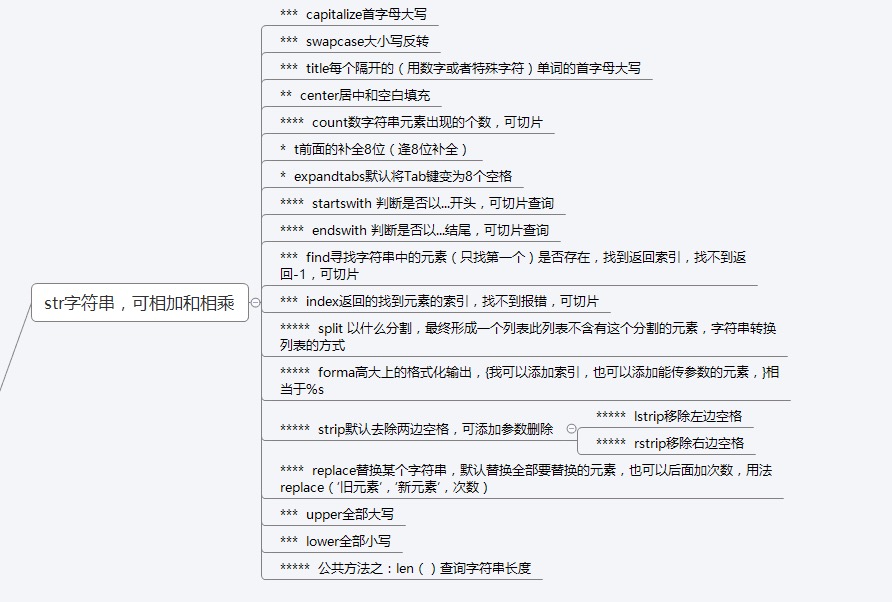 *** capitalize首字母大写
*** swapcase大小写反转
*** title每个隔开的（用数字或者特殊字符）单词的首字母大写
** center居中和空白填充
**** count数字符串元素出现的个数，可切片
* t前面的补全8位（逢8位补全）
* expandtabs默认将Tab键变为8个空格
**** startswith 判断是否以...开头，可切片查询
**** endswith 判断是否以...结尾，可切片查询
*** find寻找字符串中的元素（只找第一个）是否存在，找到返回索引，找不到返
回-1，可切片
str字符串，可相加和相乘
*** index返回的找到元素的索引，找不到报错，可切片
***** split 以什么分割，最终形成一个列表此列表不含有这个分割的元素，字符串转换
列表的方式
***** forma高大上的格式化输出，{我可以添加索引，也可以添加能传参数的元素，}相
当于%s
***** strip默认去除两边空格，可添加参数删除
***** lstrip移除左边空格
***** rstrip移除右边空格
**** replace替换某个字符串，默认替换全部要替换的元素，也可以后面加次数，用法
replace（‘旧元素‘，‘新元素‘，次数）
*** upper全部大写
*** lower全部小写
***** 公共方法之：len（ ）查询字符串长度